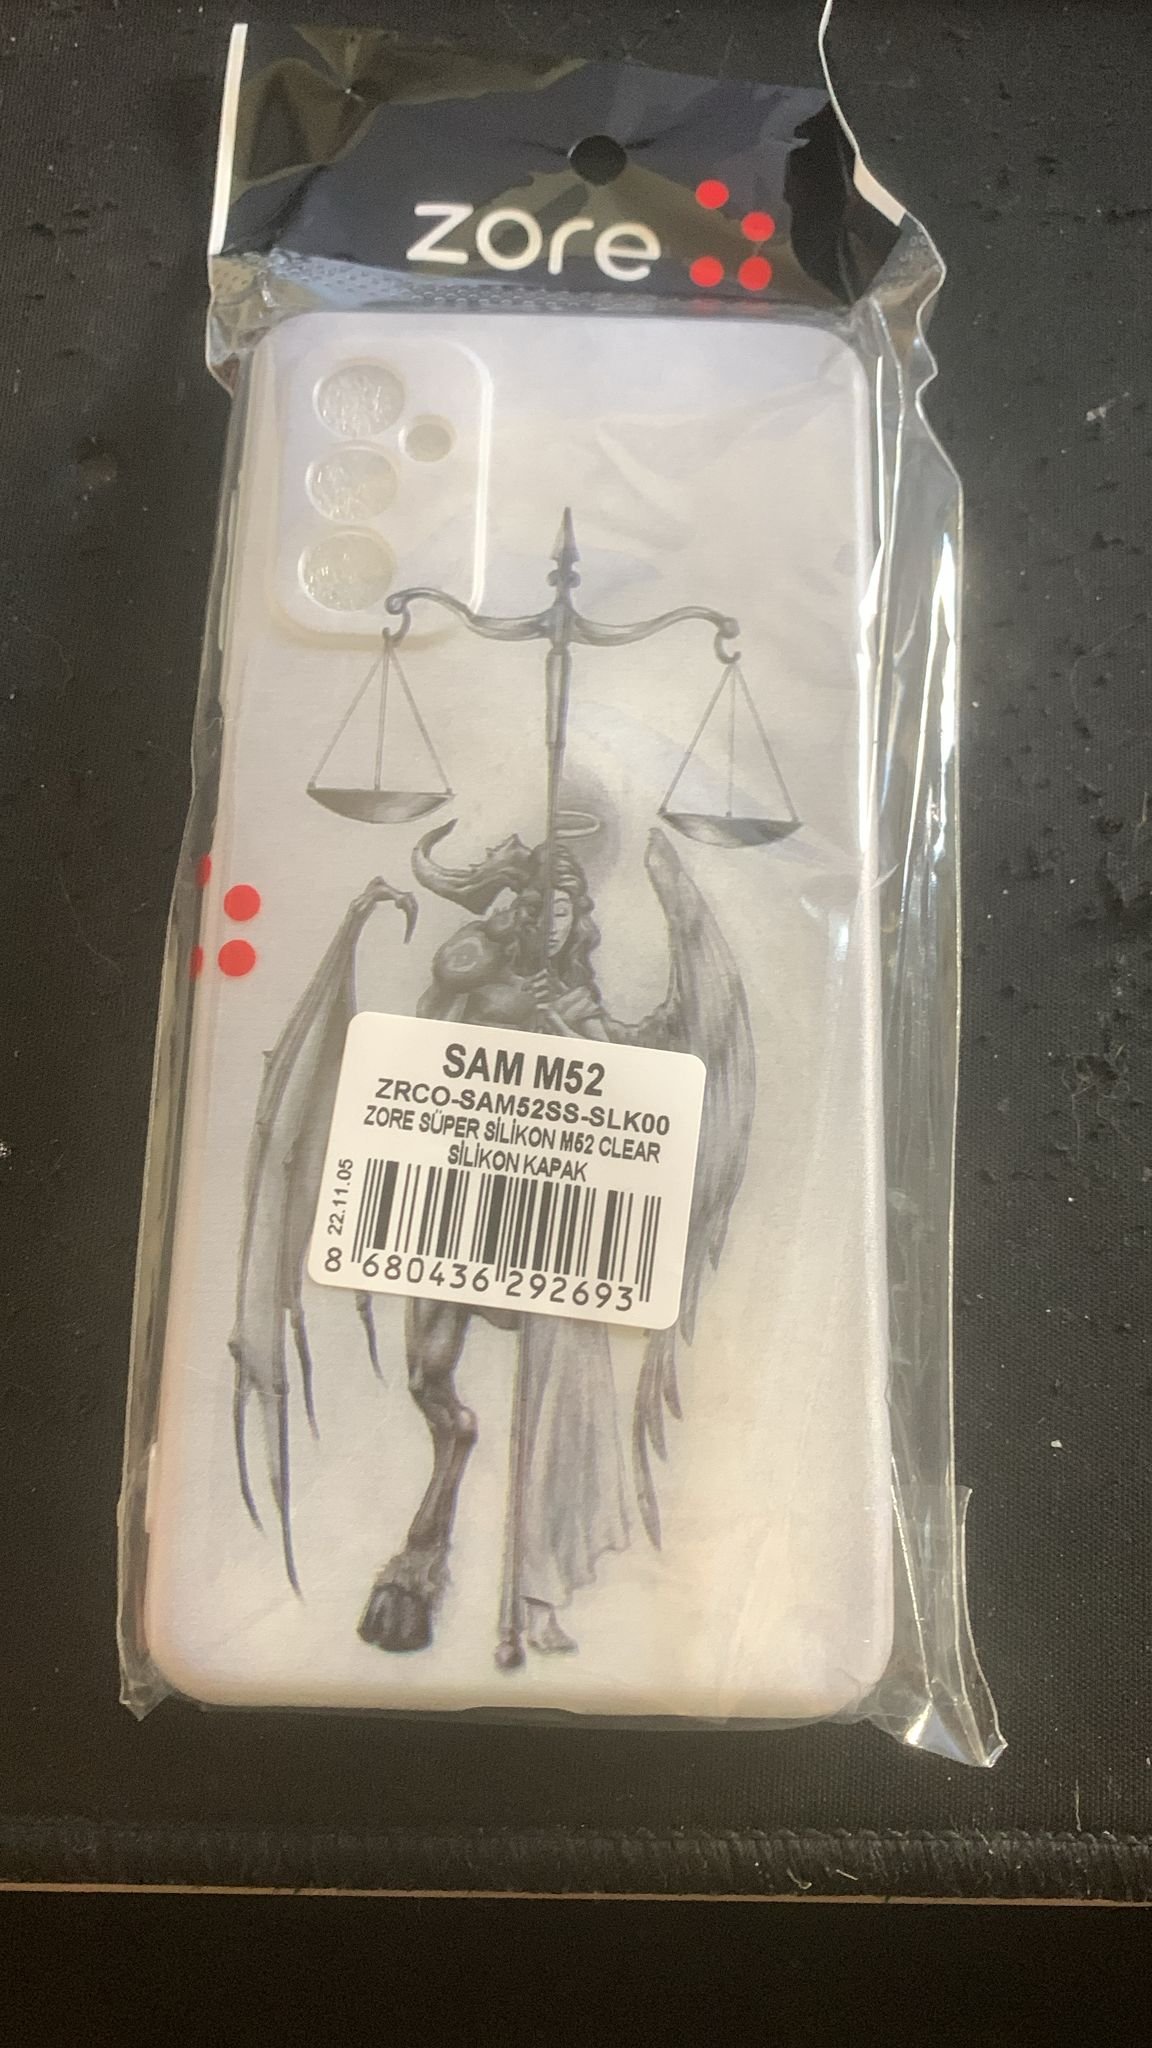 zore
SAM M52
ZRCO-SAM52SS-SLK00
ZORE SÜPER SİLİKON M52 CLEAR
SİLİKON KAPAK
22.11.05
8 680436 292693